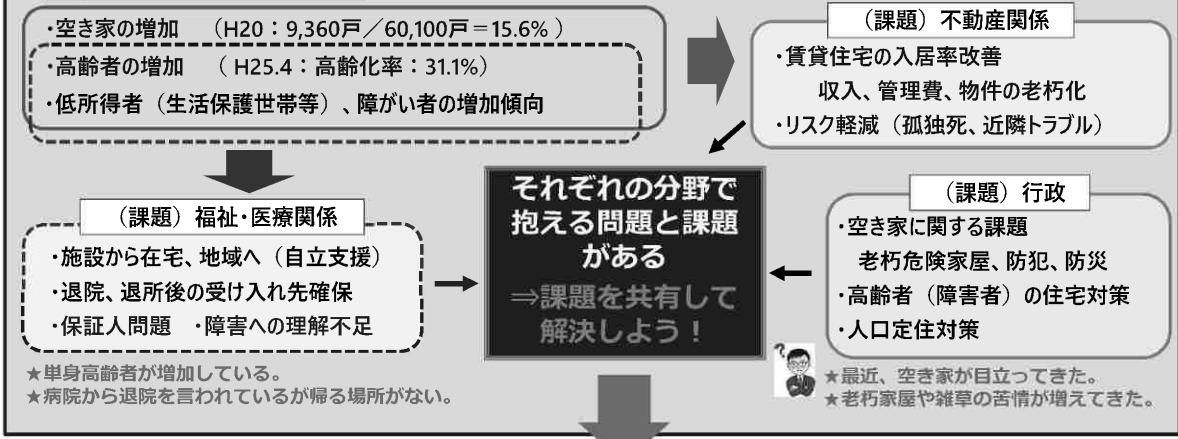 ・空き家の増加 （H20：9,360戸／60,100戸＝15.6% ）
・高齢者の増加 （ H25.4：高齢化率：31.1%）
・低所得者（生活保護世帯等）、障がい者の増加傾向
（課題）不動産関係
・賃貸住宅の入居率改善
収入、管理費、物件の老朽化
・リスク軽減（孤独死、近隣トラブル）
（課題）福祉・医療関係
・施設から在宅、地域へ（自立支援）
・退院、退所後の受け入れ先確保
・保証人問題 ・障害への理解不足
★単身高齢者が増加している。
★病院から退院を言われているが帰る場所がない。
それぞれの分野で
抱える問題と課題
がある
⇒課題を共有して
解決しよう！
（課題）行政
・空き家に関する課題
老朽危険家屋、防犯、防災
・高齢者（障害者）の住宅対策
・人口定住対策
?
★最近、空き家が目立ってきた。
★老朽家屋や雑草の苦情が増えてきた。